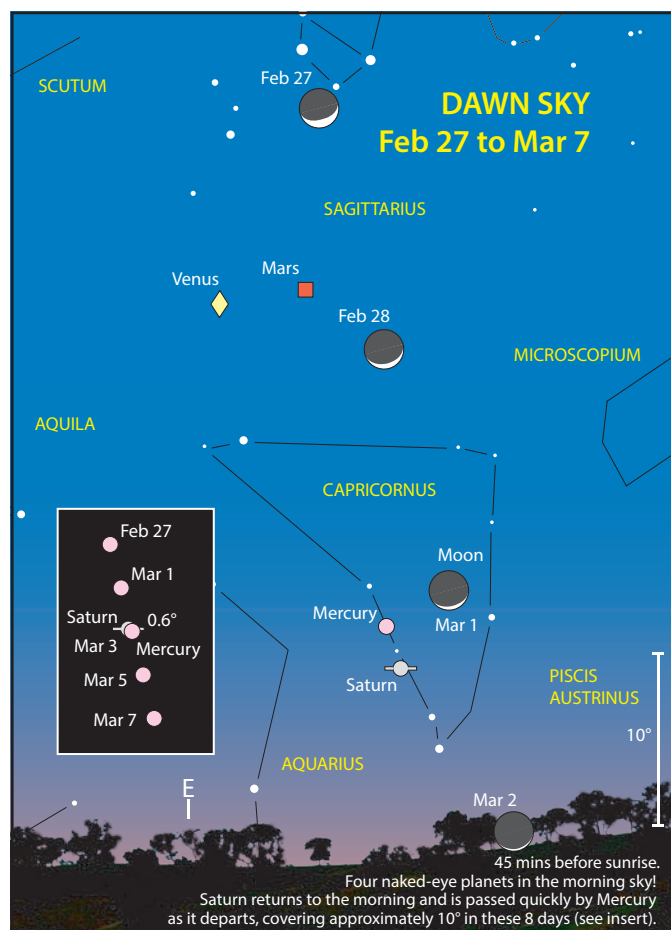 Feb 27
SCUTUM
DAWN SKY
Feb 27 to Mar 7
SAGITTARIUS
Mars
Venus
Feb 28
MICROSCOPIUM
AQUILA
CAPRICORNUS
Feb 27
Moon
Mar 1
Mercury
Mar 1
Saturn
0.6°
Mar 3
Mercury
Saturn
Mar 5
PISCIS
AUSTRINUS
Mar 7
10°
AQUARIUS
E
Mar 2
45 mins before sunrise.
Four naked-eye planets in the morning sky!
Saturn returns to the morning and is passed quickly by Mercury
as it departs, covering approximately 10° in these 8 days (see insert).